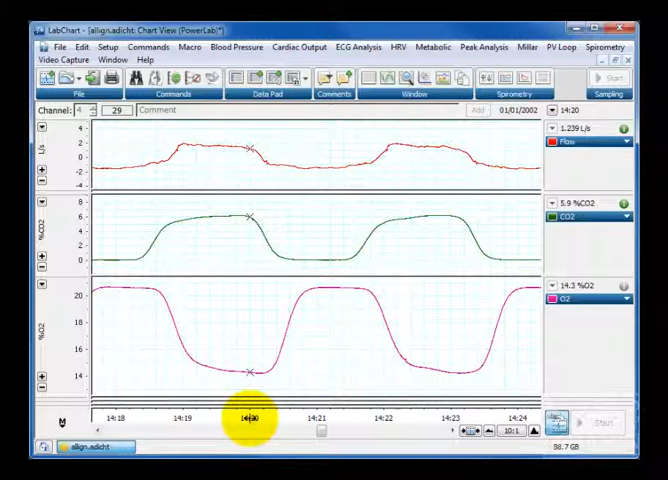 LabChart - [allign.adicht: Chart View (PowerLab)*]
File Edit Setup Commands Macro Blood Pressure Cardiac Output ECG Analysis HRV Metabolic Peak Analysis Millar PV Loop Spirometry
Video Capture Window Help
Start
File Commands Data Pad Comments Window Spirometry Sampling
Channel: 4 29 Comment Add 01/01/2002 14:20
4
2
0
-2
-4
L/s
1.239 L/s
Flow
8
6
4
2
0
%CO2
5.9 %CO2
CO2
20
18
16
14
%O2
14.3 %O2
O2
M
14:18 14:19 14:20 14:21 14:22 14:23 14:24
Start
10:1
allign.adicht
88.7 GB